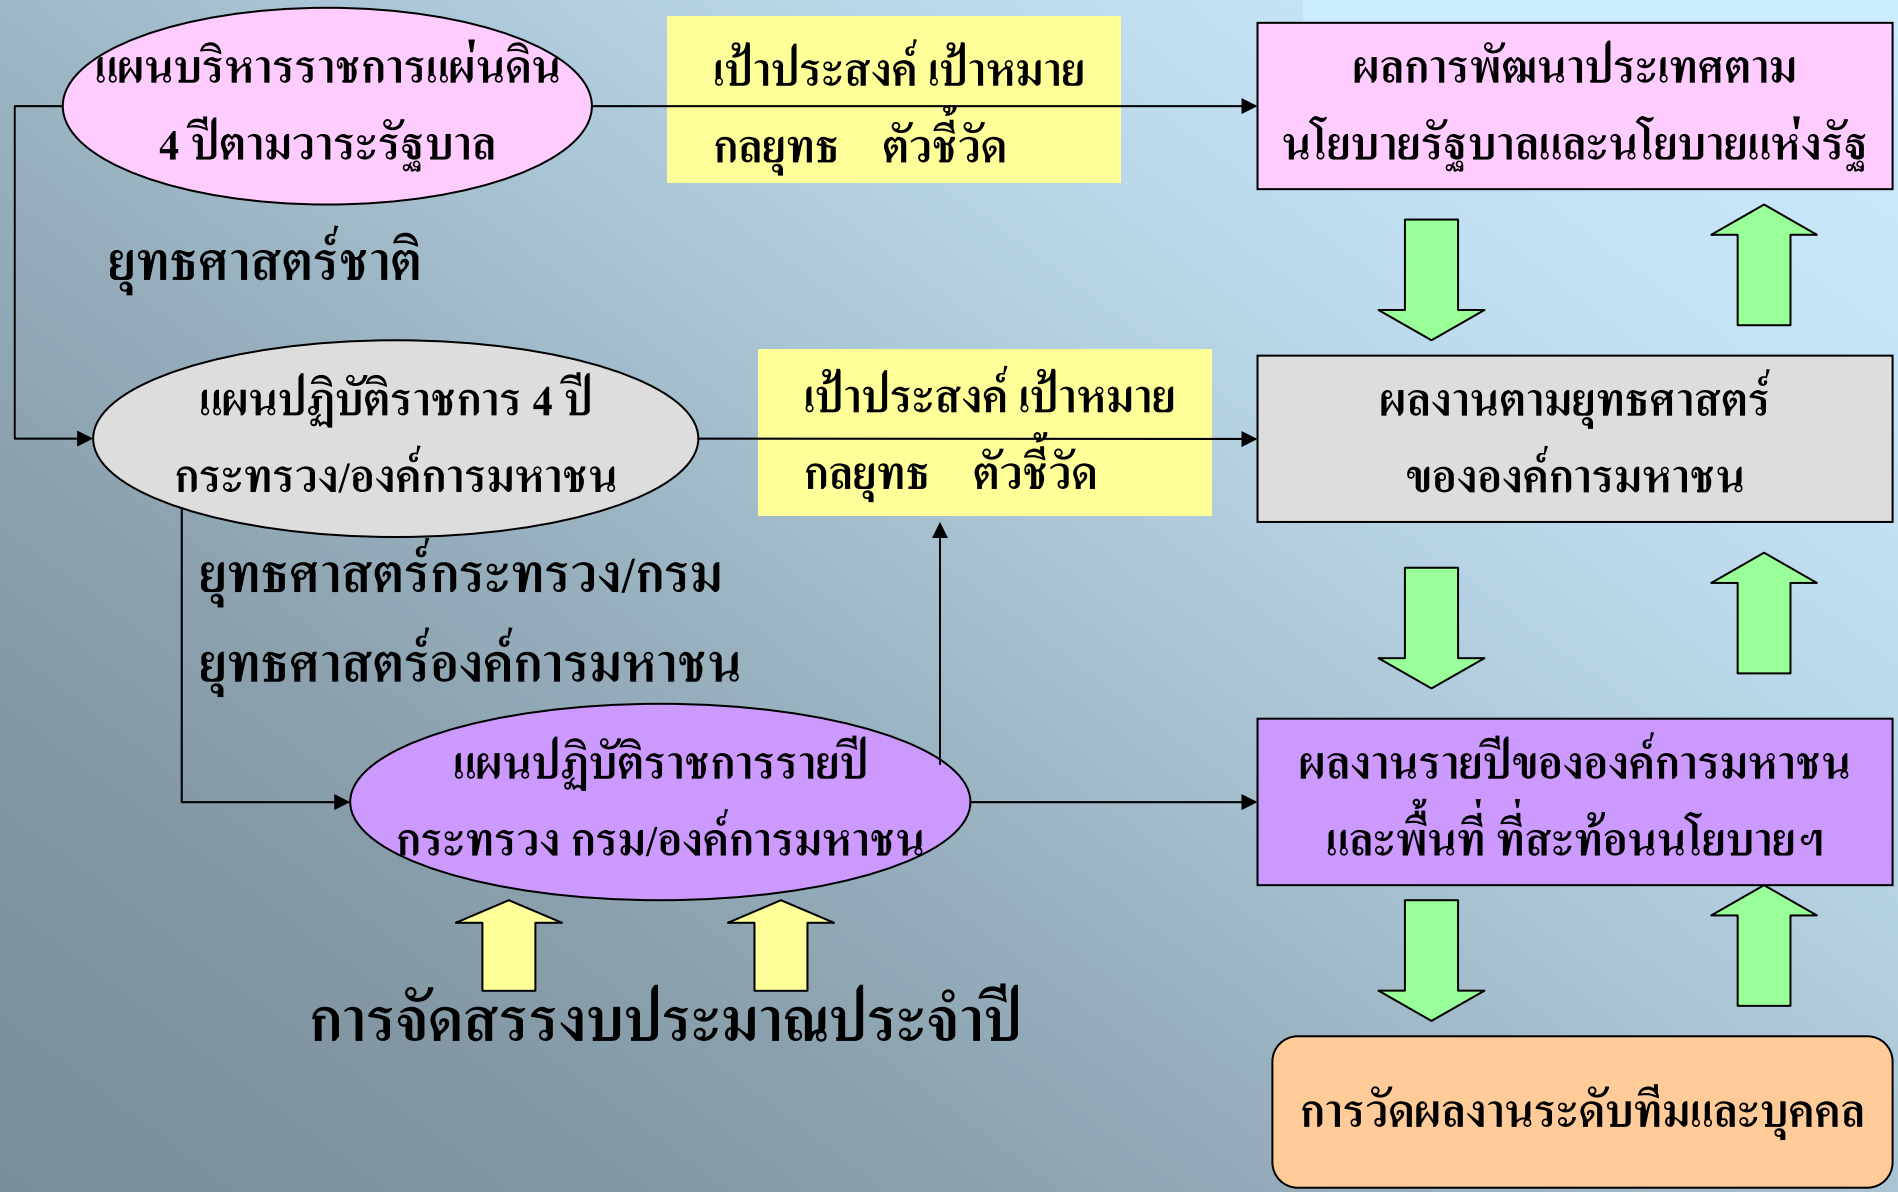 แผนบริหารราชการแผ่นดิน
4 ปีตามวาระรัฐบาล
เป้าประสงค์ เป้าหมาย
กลยุทธ ตัวชี้วัด
ผลการพัฒนาประเทศตาม
นโยบายรัฐบาลและนโยบายแห่งรัฐ
ยุทธศาสตร์ชาติ
แผนปฏิบัติราชการ 4 ปี
กระทรวง/องค์การมหาชน
เป้าประสงค์ เป้าหมาย
กลยุทธ ตัวชี้วัด
ผลงานตามยุทธศาสตร์
ขององค์การมหาชน
ยุทธศาสตร์กระทรวง/กรม
ยุทธศาสตร์องค์การมหาชน
แผนปฏิบัติราชการรายปี
กระทรวง กรม/องค์การมหาชน
ผลงานรายปีขององค์การมหาชน
และพื้นที่ ที่สะท้อนนโยบายฯ
การจัดสรรงบประมาณประจำปี
การวัดผลงานระดับทีมและบุคคล